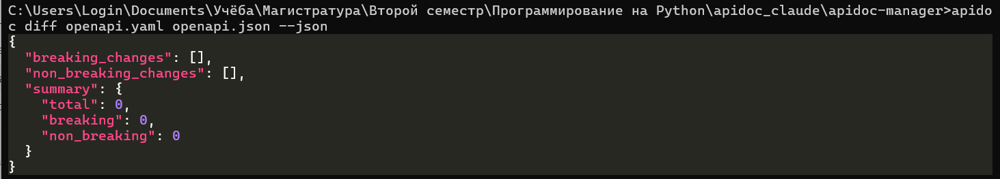 C:\Users\Login\Documents\Учёба\Магистратура\Второй семестр\Программирование на Python\apidoc_claude\apidoc-manager>apido
c diff openapi.yaml openapi.json --json
{
  "breaking_changes": [],
  "non_breaking_changes": [],
  "summary": {
    "total": 0,
    "breaking": 0,
    "non_breaking": 0
  }
}